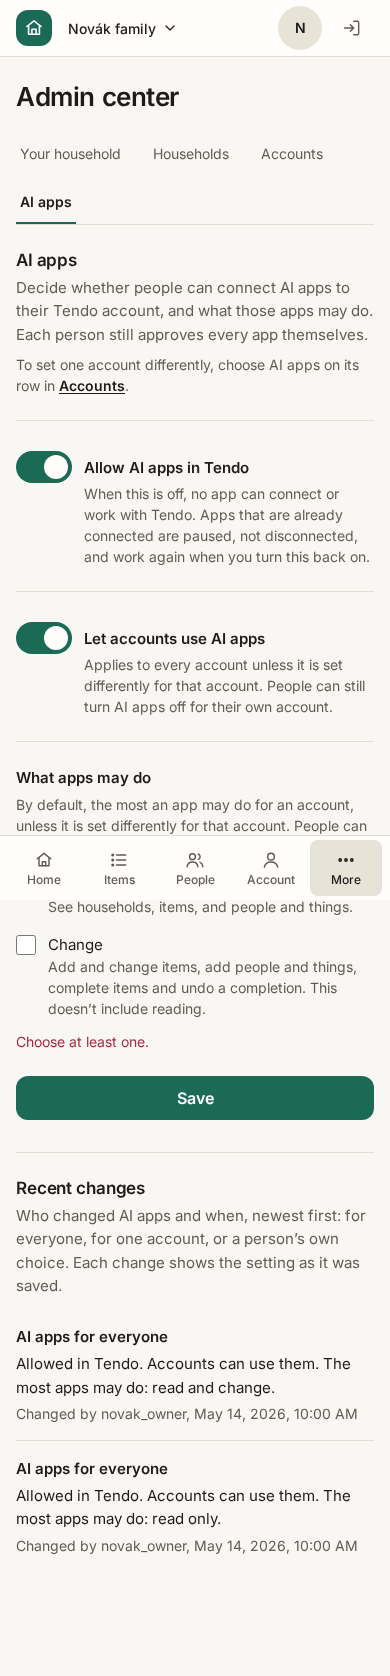 Novák family
N
Admin center
Your household
Households
Accounts
AI apps
AI apps
Decide whether people can connect AI apps to
their Tendo account, and what those apps may do.
Each person still approves every app themselves.
To set one account differently, choose AI apps on its
row in Accounts.
Allow AI apps in Tendo
When this is off, no app can connect or
work with Tendo. Apps that are already
connected are paused, not disconnected,
and work again when you turn this back on.
Let accounts use AI apps
Applies to every account unless it is set
differently for that account. People can still
turn AI apps off for their own account.
What apps may do
By default, the most an app may do for an account,
unless it is set differently for that account. People can
Home
Items
People
Account
More
See households, items, and people and things.
Change
Add and change items, add people and things,
complete items and undo a completion. This
doesn’t include reading.
Choose at least one.
Save
Recent changes
Who changed AI apps and when, newest first: for
everyone, for one account, or a person’s own
choice. Each change shows the setting as it was
saved.
AI apps for everyone
Allowed in Tendo. Accounts can use them. The
most apps may do: read and change.
Changed by novak_owner, May 14, 2026, 10:00 AM
AI apps for everyone
Allowed in Tendo. Accounts can use them. The
most apps may do: read only.
Changed by novak_owner, May 14, 2026, 10:00 AM